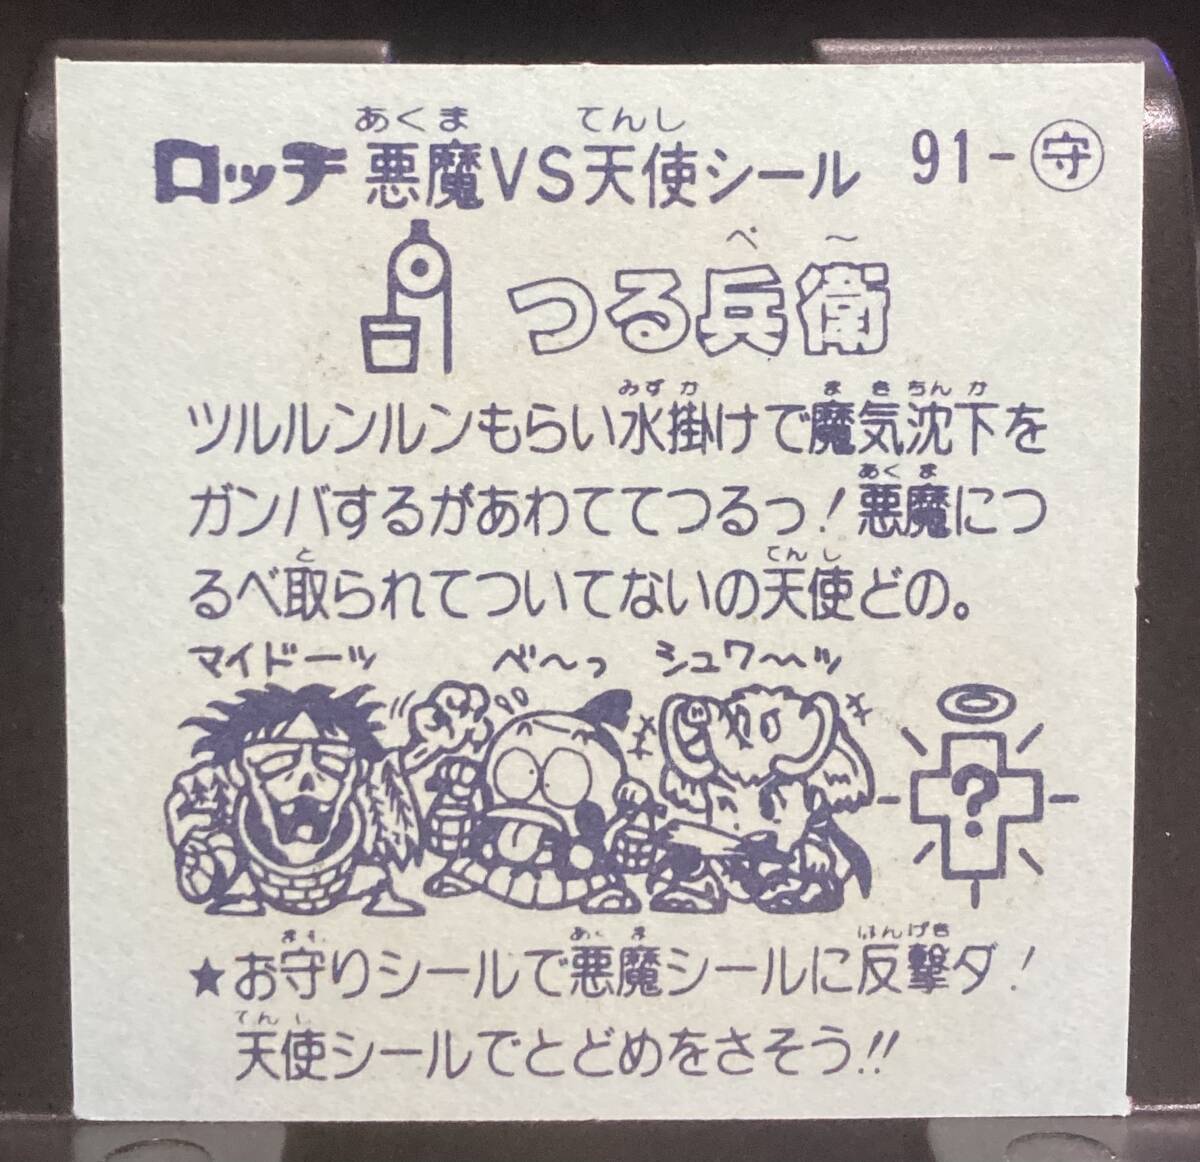 あくま てんし
ロッチ 悪魔VS天使シール 91-守
べ〜
つる兵衛
みずか まきちんか
ツルルンルンもらい水掛けで魔気沈下を
あくま
ガンバするがあわててつるっ!悪魔につ
と てんし
るべ取られてついてないの天使どの。
マイドーッ べ〜っ シュワ〜ッ
?
まも あくま はんげき
★お守りシールで悪魔シールに反撃ダ!
てんし
天使シールでとどめをさそう!!